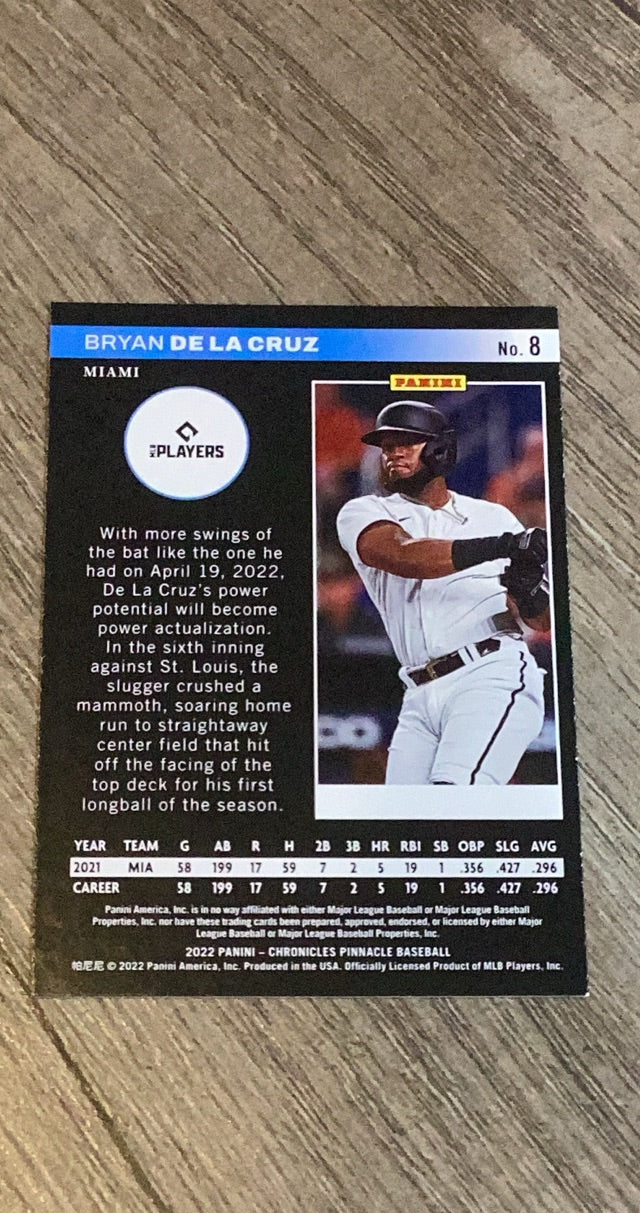 BRYAN DE LA CRUZ
No. 8
MIAMI
PANINI
MLB PLAYERS
With more swings of
the bat like the one he
had on April 19, 2022,
De La Cruz's power
potential will become
power actualization.
In the sixth inning
against St. Louis, the
slugger crushed a
mammoth, soaring home
run to straightaway
center field that hit
off the facing of the
top deck for his first
longball of the season.
YEAR TEAM G AB R H 2B 3B HR RBI SB OBP SLG AVG
2021 MIA 58 199 17 59 7 2 5 19 1 .356 .427 .296
CAREER 58 199 17 59 7 2 5 19 1 .356 .427 .296
Panini America, Inc. is in no way affiliated with either Major League Baseball or Major League Baseball
Properties, Inc. nor have these trading cards been prepared, approved, endorsed, or licensed by either Major
League Baseball or Major League Baseball Properties, Inc.
2022 PANINI – CHRONICLES PINNACLE BASEBALL
帕尼尼 © 2022 Panini America, Inc. Produced in the USA. Officially Licensed Product of MLB Players, Inc.